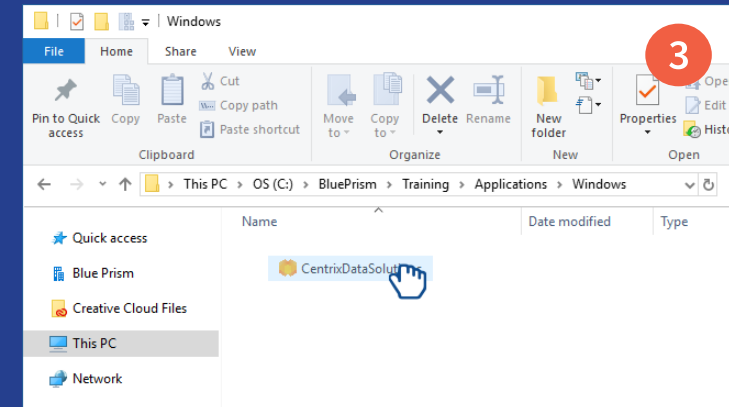 Windows
File Home Share View
3
Pin to Quick access
Copy
Paste
Cut
Copy path
Paste shortcut
Clipboard
Move to
Copy to
Delete
Rename
Organize
New folder
New
Properties
Ope
Edit
Histo
Open
This PC > OS (C:) > BluePrism > Training > Applications > Windows
Name Date modified Type
Quick access
Blue Prism
Creative Cloud Files
This PC
Network